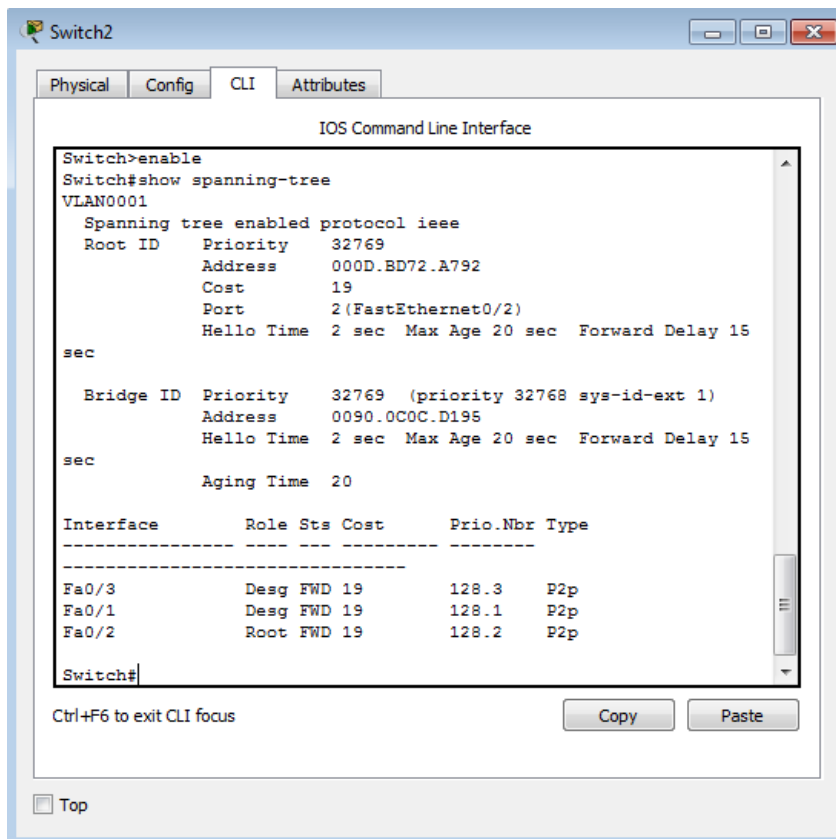 Switch2
Physical Config CLI Attributes
IOS Command Line Interface
Switch>enable
Switch#show spanning-tree
VLAN0001
  Spanning tree enabled protocol ieee
  Root ID    Priority    32769
             Address     000D.BD72.A792
             Cost        19
             Port        2(FastEthernet0/2)
             Hello Time  2 sec  Max Age 20 sec  Forward Delay 15
sec
  Bridge ID  Priority    32769  (priority 32768 sys-id-ext 1)
             Address     0090.0C0C.D195
             Hello Time  2 sec  Max Age 20 sec  Forward Delay 15
sec
             Aging Time  20
Interface        Role Sts Cost      Prio.Nbr Type
---------------- ---- --- --------- --------
--------------------------------
Fa0/3            Desg FWD 19        128.3    P2p
Fa0/1            Desg FWD 19        128.1    P2p
Fa0/2            Root FWD 19        128.2    P2p
Switch#
Ctrl+F6 to exit CLI focus
Copy Paste
Top